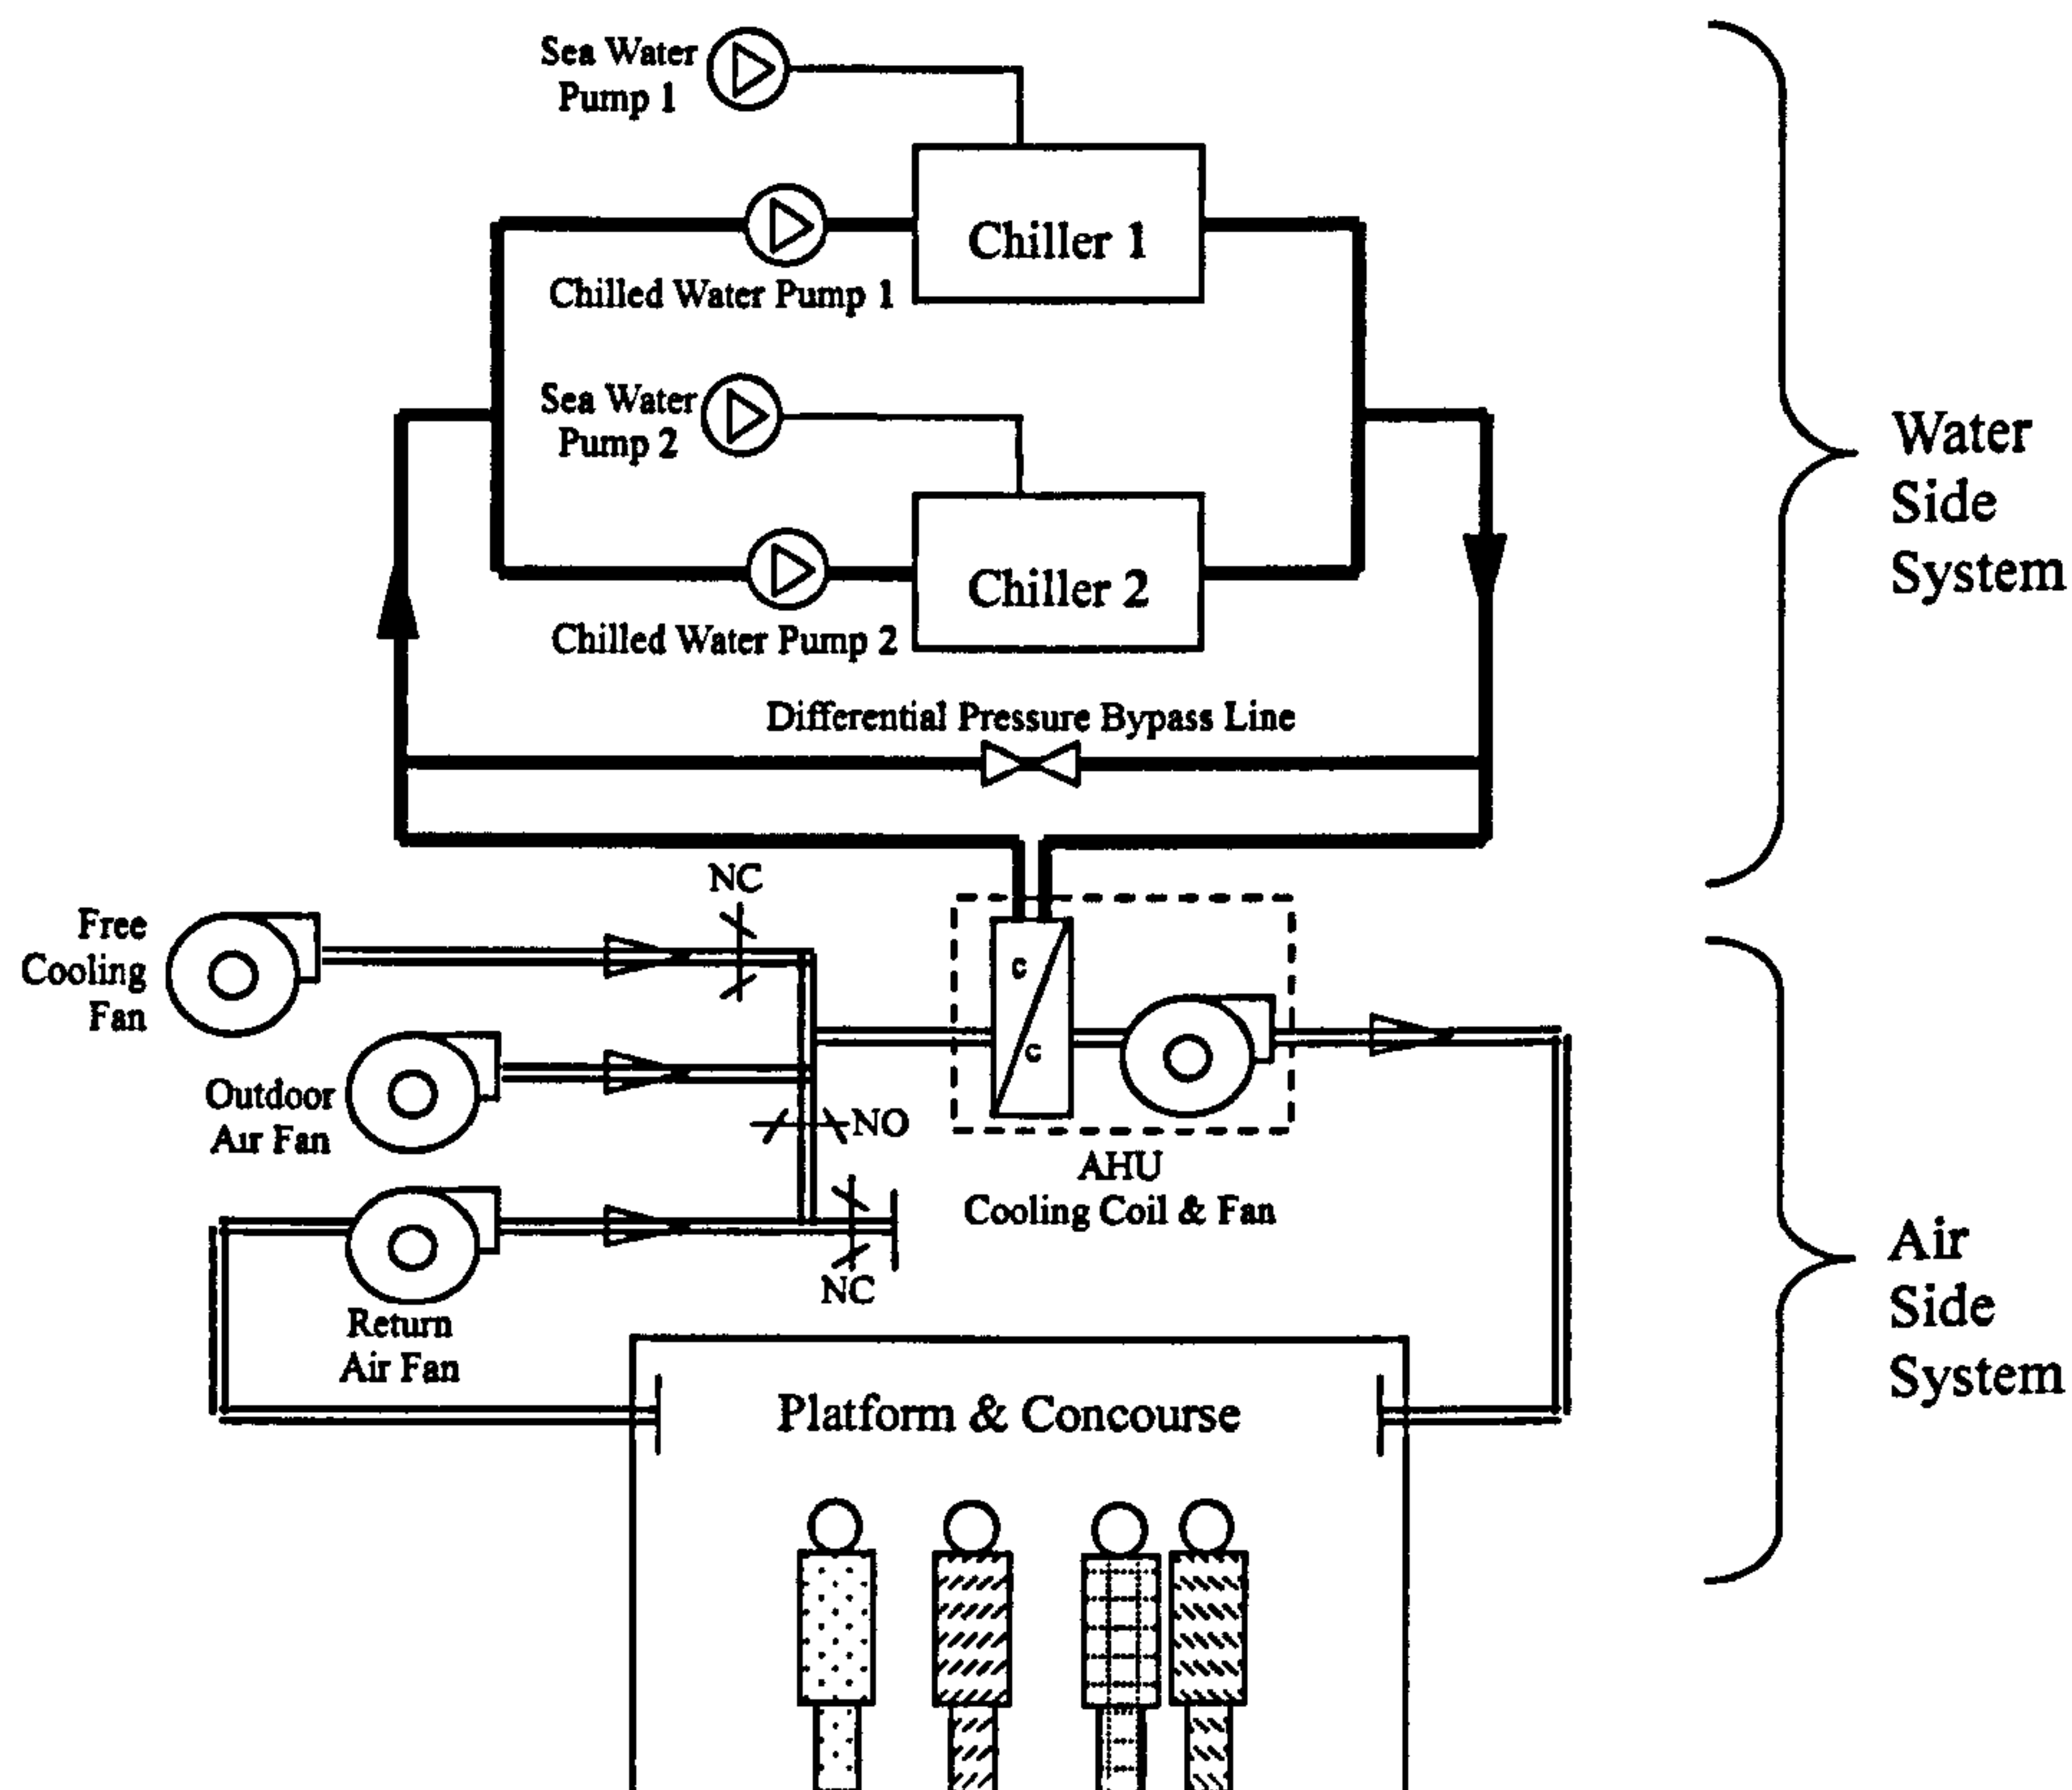 Sea Water
Pump 1
Chiller 1
Chilled Water Pump 1
Sea Water
Pump 2
Chiller 2
Chilled Water Pump 2
Differential Pressure Bypass Line
Water
Side
System
NC
Free
Cooling
Fan
C
C
Outdoor
Air Fan
NO
AHU
Cooling Coil & Fan
NC
Return
Air Fan
Air
Side
System
Platform & Concourse